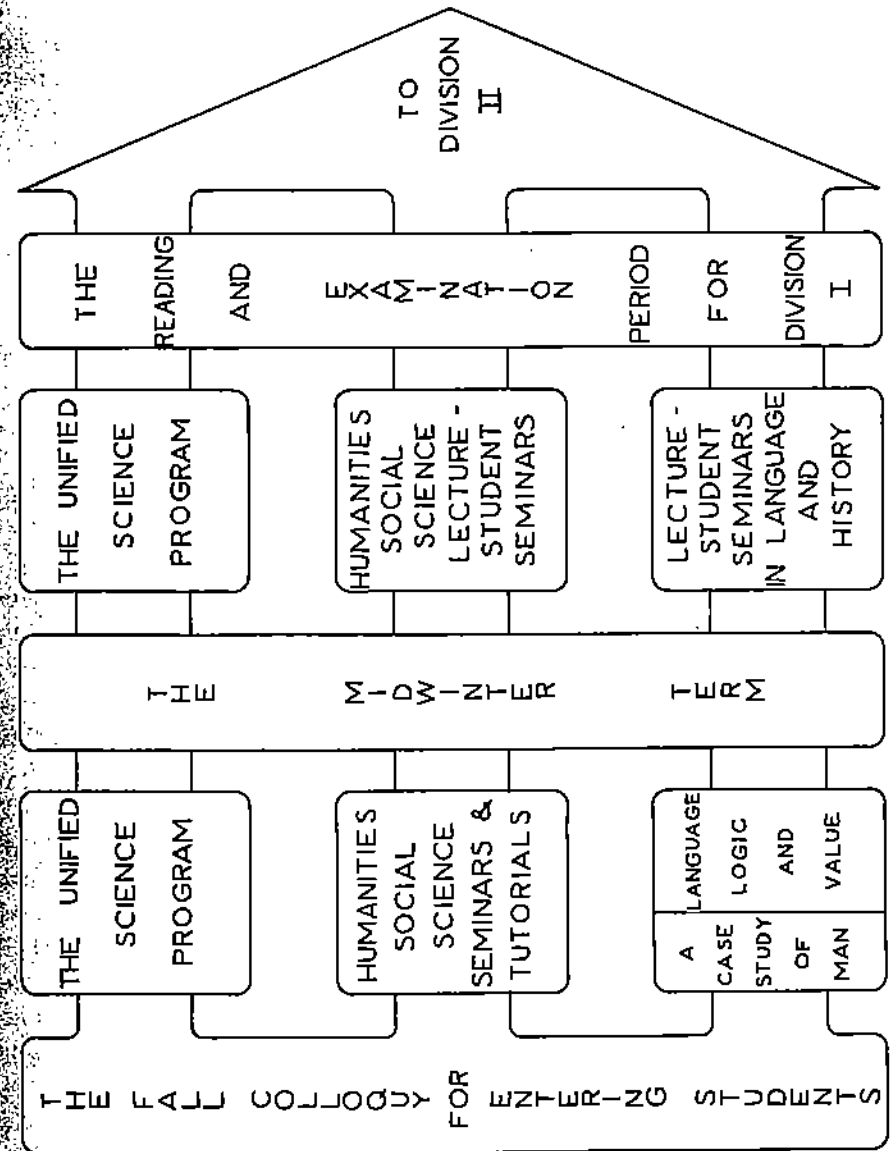 THE FALL COLLOQUY
FOR
ENTERING STUDENTS
THE UNIFIED
SCIENCE
PROGRAM
HUMANITIES
SOCIAL
SCIENCE
SEMINARS &
TUTORIALS
A
CASE
STUDY
OF
MAN
LANGUAGE
LOGIC
AND
VALUE
THE MIDWINTER TERM
THE UNIFIED
SCIENCE
PROGRAM
HUMANITIES
SOCIAL
SCIENCE
LECTURE -
STUDENT
SEMINARS
LECTURE -
STUDENT
SEMINARS
IN LANGUAGE
AND
HISTORY
THE
READING
AND
EXAMINATION
PERIOD
FOR
DIVISION
I
TO
DIVISION
II